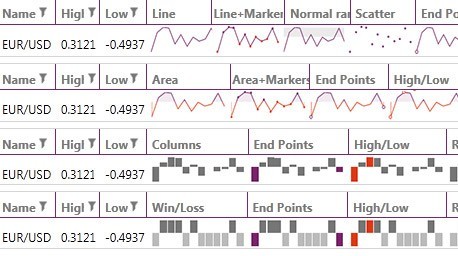 Name Higl Low Line Line+Marker Normal rar Scatter End Po
EUR/USD 0.3121 -0.4937
Name Higl Low Area Area+Markers End Points High/Low
EUR/USD 0.3121 -0.4937
Name Higl Low Columns End Points High/Low R
EUR/USD 0.3121 -0.4937
Name Higl Low Win/Loss End Points High/Low R
EUR/USD 0.3121 -0.4937